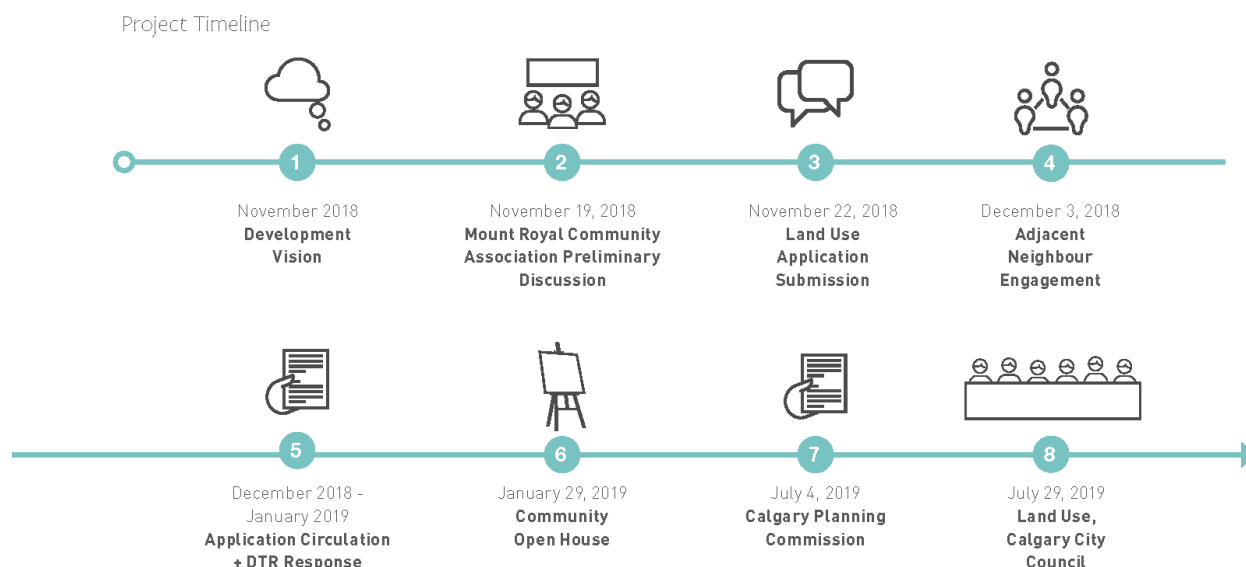 Project Timeline
1
2
3
4
November 2018
Development
Vision
November 19, 2018
Mount Royal Community
Association Preliminary
Discussion
November 22, 2018
Land Use
Application
Submission
December 3, 2018
Adjacent
Neighbour
Engagement
5
6
7
8
December 2018 -
January 2019
Application Circulation
+ DTR Response
January 29, 2019
Community
Open House
July 4, 2019
Calgary Planning
Commission
July 29, 2019
Land Use,
Calgary City
Council